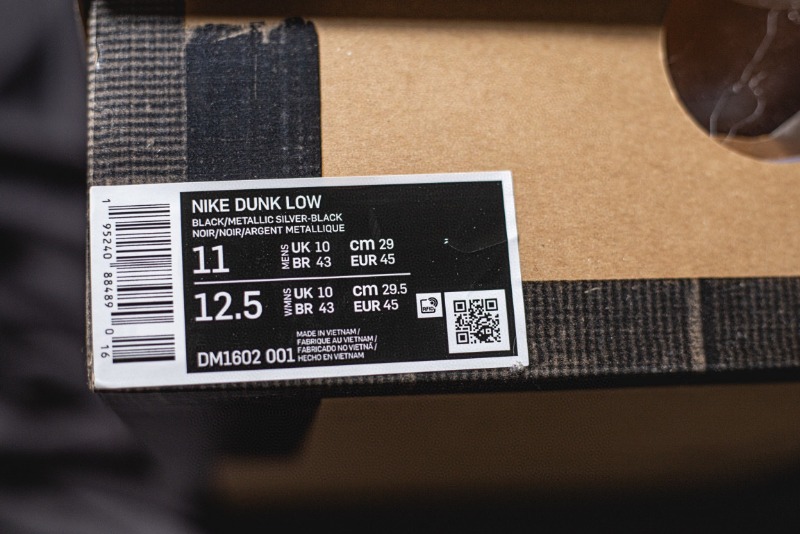 NIKE DUNK LOW
BLACK/METALLIC SILVER-BLACK
NOIR/NOIR/ARGENT METALLIQUE
11 MENS UK 10 cm 29
BR 43 EUR 45
12.5 WMNS UK 10 cm 29.5
BR 43 EUR 45
MADE IN VIETNAM /
FABRIQUE AU VIETNAM /
FABRICADO NO VIETNÃ /
HECHO EN VIETNAM
DM1602 001
RFID
1 95240 88489 0 16